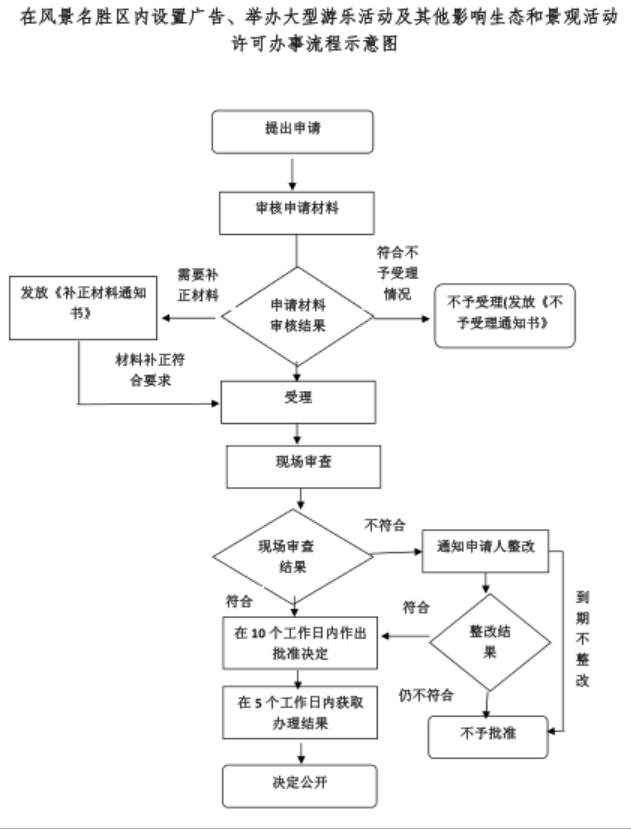 在风景名胜区内设置广告、举办大型游乐活动及其他影响生态和景观活动
许可办事流程示意图
提出申请
审核申请材料
需要补
正材料
符合不
予受理
情况
发放《补正材料通知
书》
申请材料
审核结果
不予受理(发放《不
予受理通知书》
材料补正符
合要求
受理
现场审查
不符合
现场审查
结果
通知申请人整改
符合
到
期
不
整
改
符合
整改结
果
在 10 个工作日内作出
批准决定
仍不符合
在 5 个工作日内获取
办理结果
不予批准
决定公开